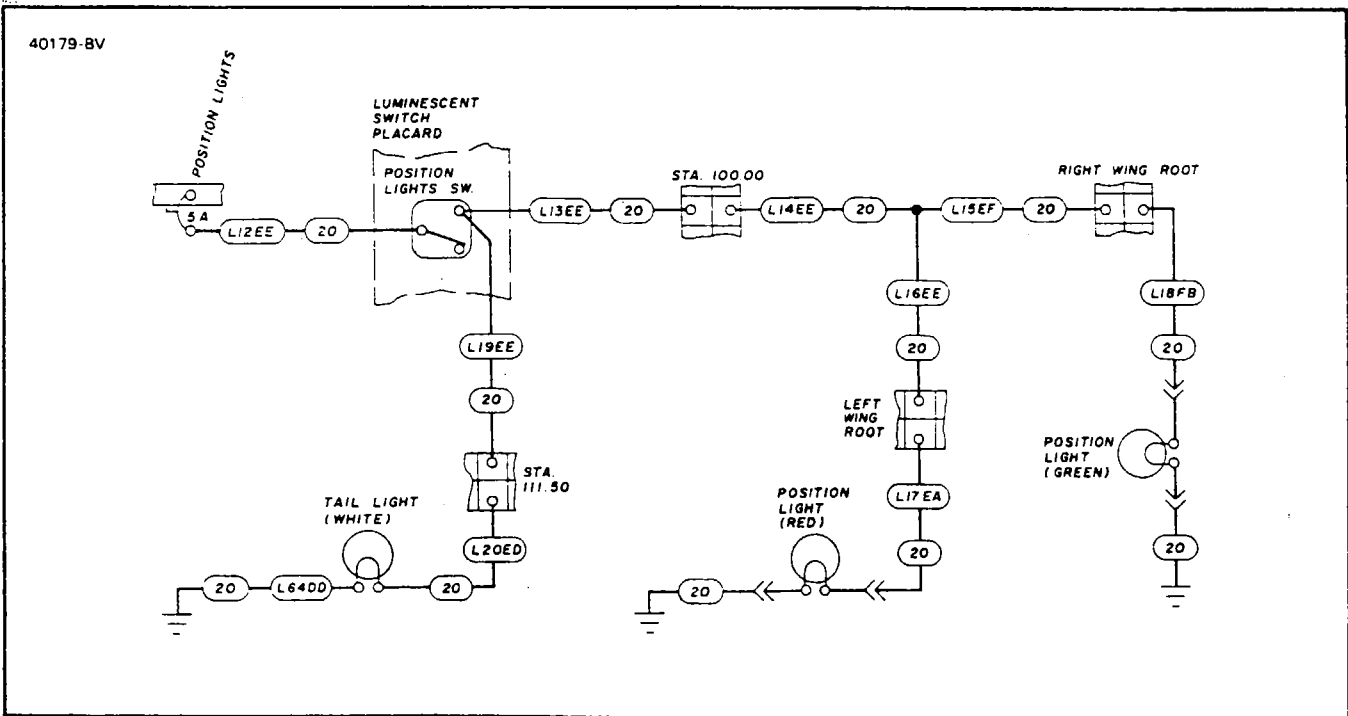 40179-BV
POSITION LIGHTS
5A
L12EE
20
LUMINESCENT
SWITCH
PLACARD
POSITION
LIGHTS SW.
L13EE
20
STA. 100.00
L14EE
20
L15EF
20
RIGHT WING ROOT
L16EE
20
L18FB
20
L19EE
20
LEFT
WING
ROOT
POSITION
LIGHT
(GREEN)
STA.
111.50
TAIL LIGHT
(WHITE)
POSITION
LIGHT
(RED)
L17EA
20
L20ED
20
L64DD
20
20
20